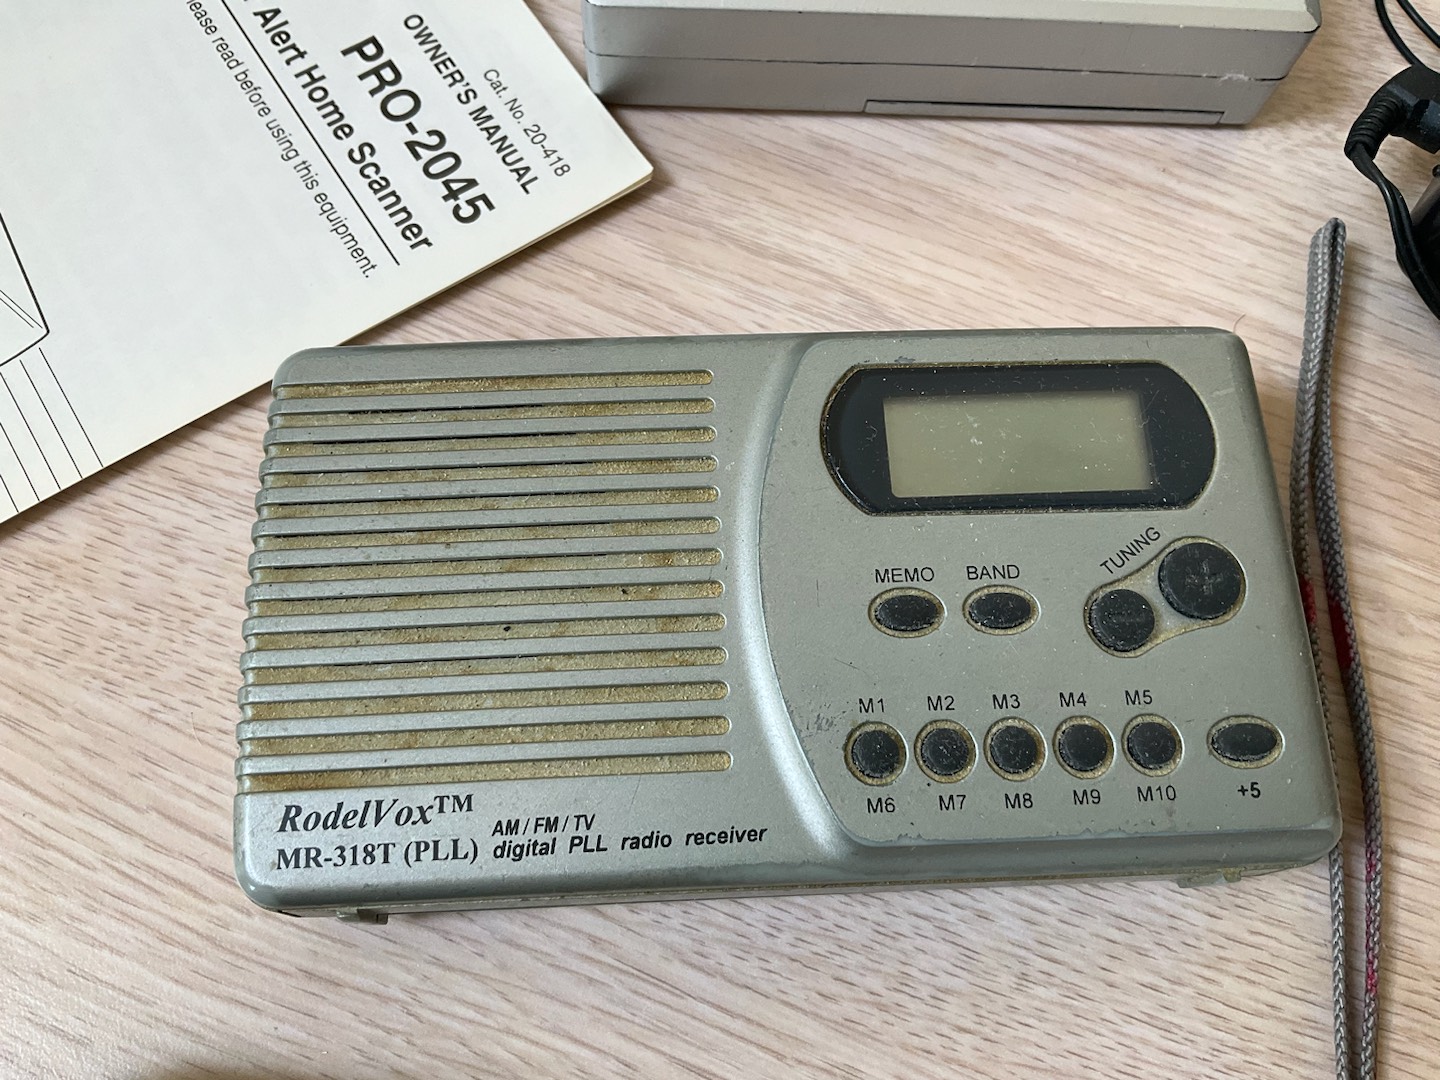 Cat. No. 20-418
OWNER'S MANUAL
PRO-2045
Alert Home Scanner
ease read before using this equipment.
TUNING
MEMO BAND
M1 M2 M3 M4 M5
M6 M7 M8 M9 M10 +5
RodelVox™
MR-318T (PLL)
AM / FM / TV
digital PLL radio receiver